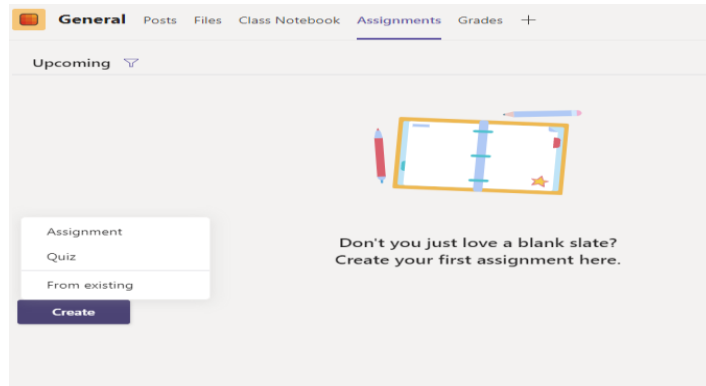 General Posts Files Class Notebook Assignments Grades +
Upcoming
Assignment
Quiz
From existing
Create
Don't you just love a blank slate?
Create your first assignment here.